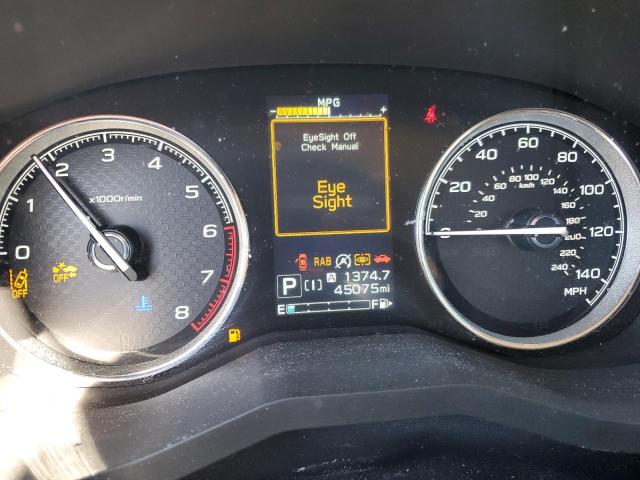 MPG
- +
EyeSight Off
Check Manual
Eye
Sight
RAB A
P [ I ] A 1374.7
45075mi
E F
0 1 2 3 4 5 6 7 8
x1000r/min
OFF
OFF
0 20 40 60 80 100 120 140
MPH
20 40 60 80 100 120 140 160 180 200 220 240
km/h